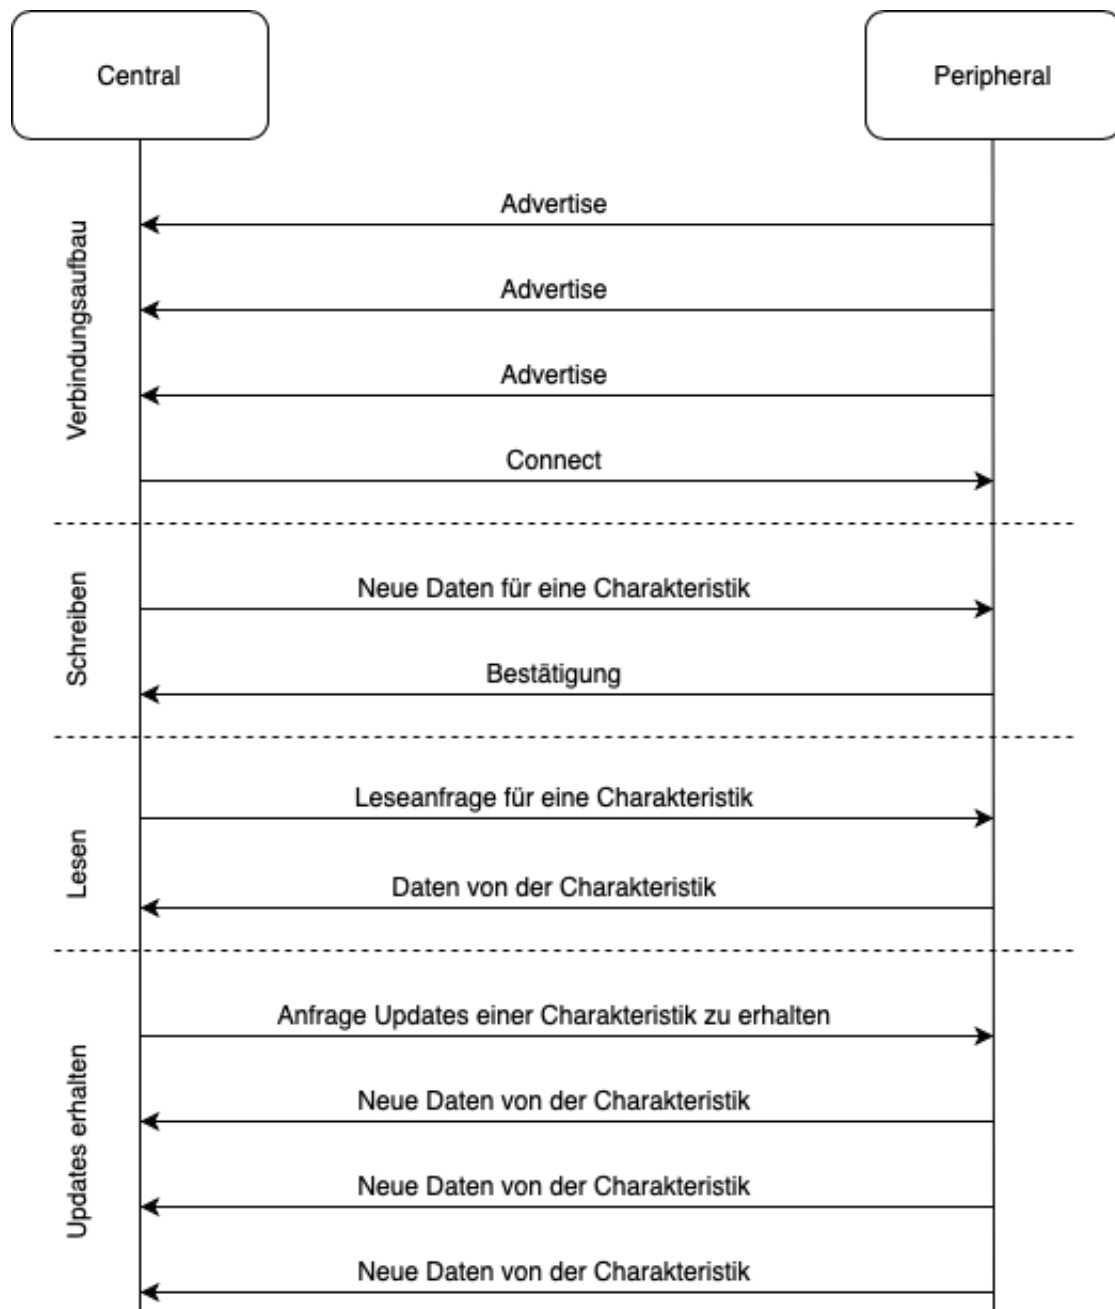 Central
Peripheral
Verbindungsaufbau
Advertise
Advertise
Advertise
Connect
Schreiben
Neue Daten für eine Charakteristik
Bestätigung
Lesen
Leseanfrage für eine Charakteristik
Daten von der Charakteristik
Updates erhalten
Anfrage Updates einer Charakteristik zu erhalten
Neue Daten von der Charakteristik
Neue Daten von der Charakteristik
Neue Daten von der Charakteristik